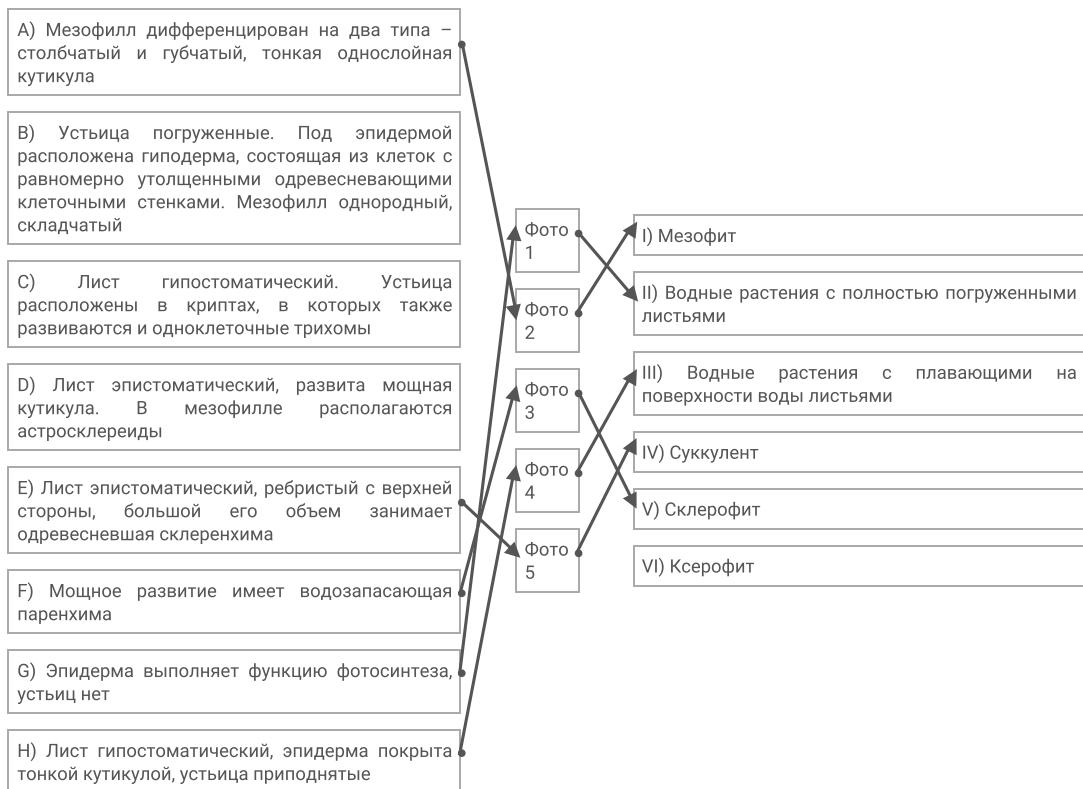 A) Мезофилл дифференцирован на два типа –
столбчатый и губчатый, тонкая однослойная
кутикула
B) Устьица погруженные. Под эпидермой
расположена гиподерма, состоящая из клеток с
равномерно утолщенными одревесневающими
клеточными стенками. Мезофилл однородный,
складчатый
C) Лист гипостоматический. Устьица
расположены в криптах, в которых также
развиваются и одноклеточные трихомы
D) Лист эпистоматический, развита мощная
кутикула. В мезофилле располагаются
астросклереиды
E) Лист эпистоматический, ребристый с верхней
стороны, большой его объем занимает
одревесневшая склеренхима
F) Мощное развитие имеет водозапасающая
паренхима
G) Эпидерма выполняет функцию фотосинтеза,
устьиц нет
H) Лист гипостоматический, эпидерма покрыта
тонкой кутикулой, устьица приподнятые
Фото
1
Фото
2
Фото
3
Фото
4
Фото
5
I) Мезофит
II) Водные растения с полностью погруженными
листьями
III) Водные растения с плавающими на
поверхности воды листьями
IV) Суккулент
V) Склерофит
VI) Ксерофит